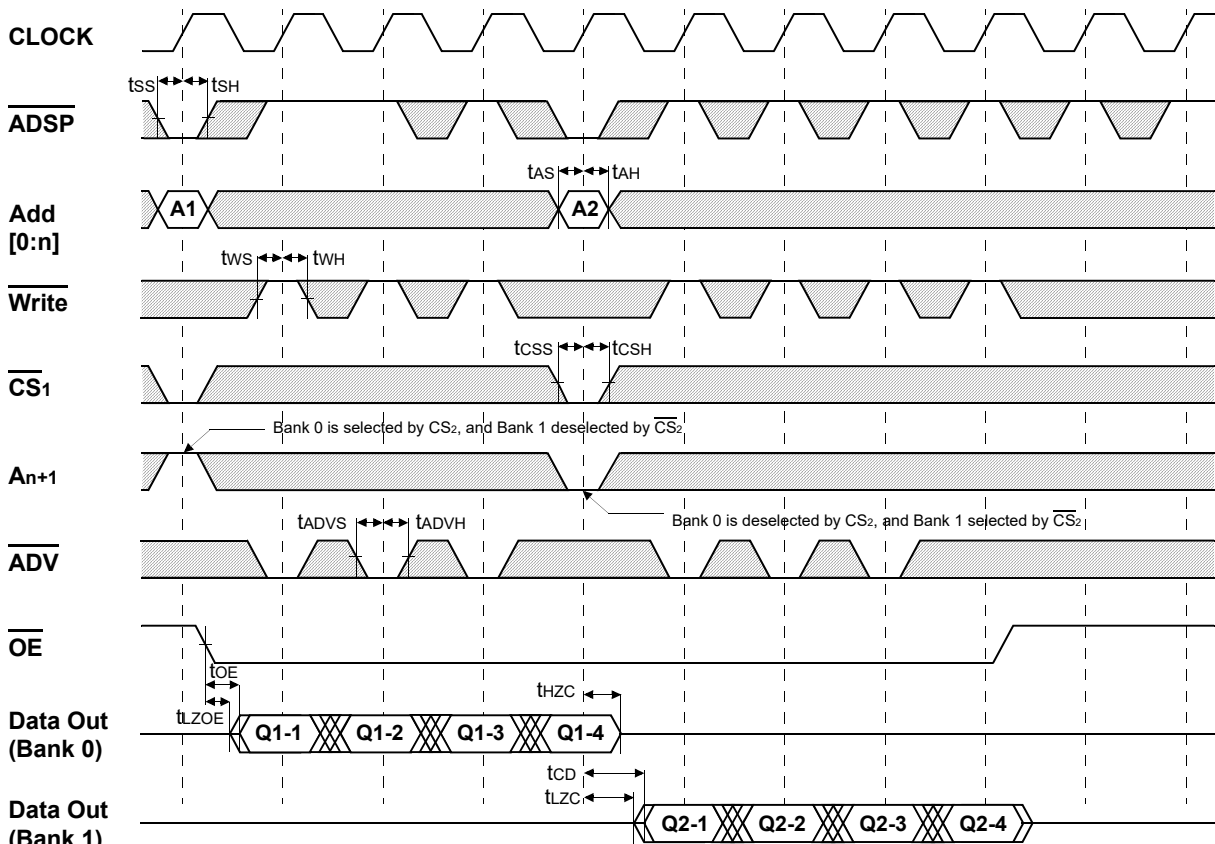 CLOCK
tSS tSH
ADSP
tAS tAH
Add
[0:n]
A1 A2
tWS tWH
Write
tCSS tCSH
CS1
Bank 0 is selected by CS2, and Bank 1 deselected by CS2
An+1
Bank 0 is deselected by CS2, and Bank 1 selected by CS2
tADVS tADVH
ADV
OE
tOE
tHZC
tLZOE
Data Out
(Bank 0)
Q1-1 Q1-2 Q1-3 Q1-4
tCD
tLZC
Data Out
(Bank 1)
Q2-1 Q2-2 Q2-3 Q2-4